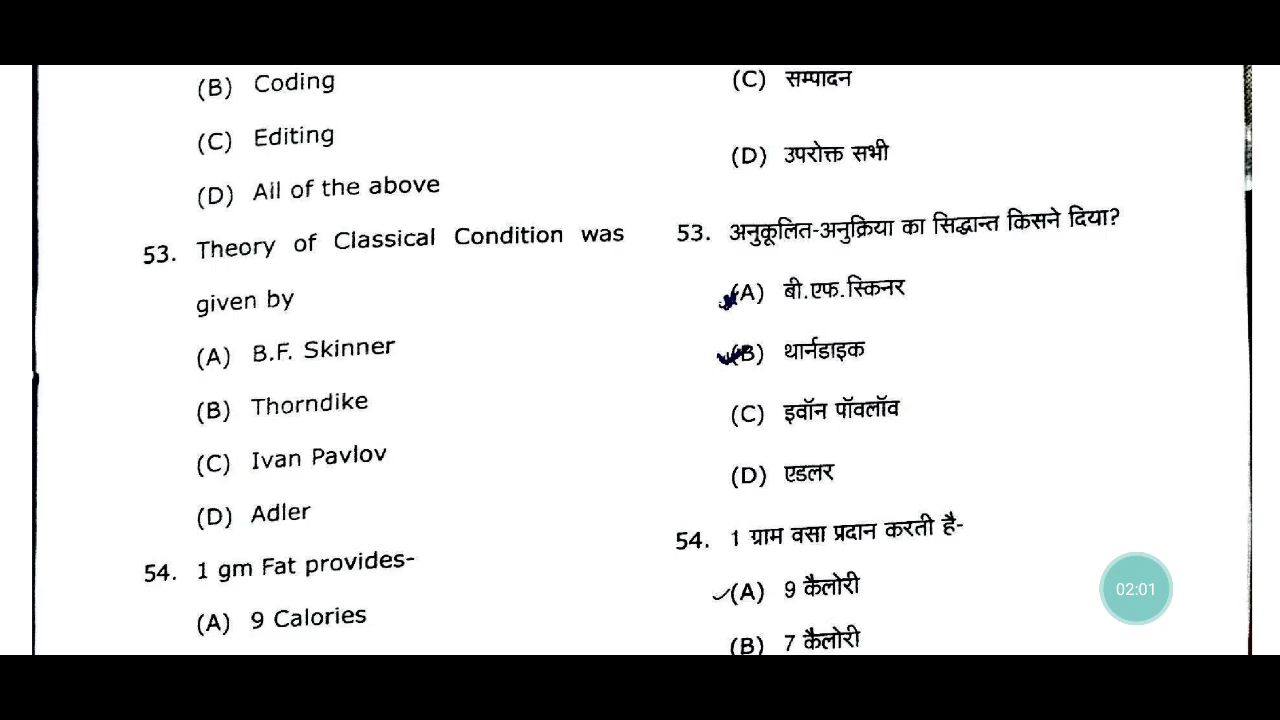 (B) Coding
(C) Editing
(D) All of the above
53. Theory of Classical Condition was
given by
(A) B.F. Skinner
(B) Thorndike
(C) Ivan Pavlov
(D) Adler
54. 1 gm Fat provides-
(A) 9 Calories
(C) सम्पादन
(D) उपरोक्त सभी
53. अनुकूलित-अनुक्रिया का सिद्धान्त किसने दिया?
(A) बी.एफ.स्किनर
(B) थार्नडाइक
(C) इवॉन पॉवलॉव
(D) एडलर
54. 1 ग्राम वसा प्रदान करती है-
(A) 9 कैलोरी
(B) 7 कैलोरी
02:01